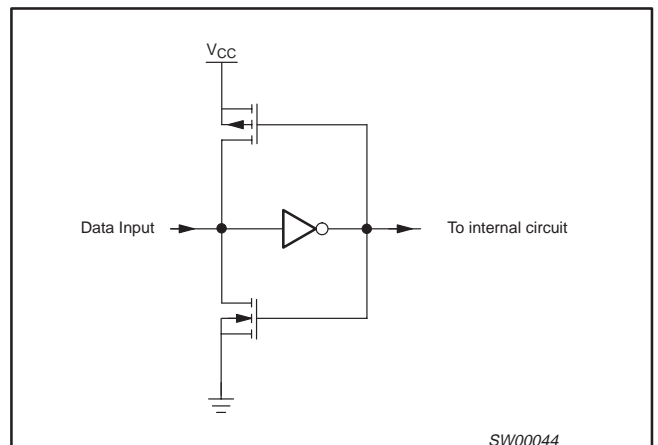 VCC
Data Input
To internal circuit
SW00044